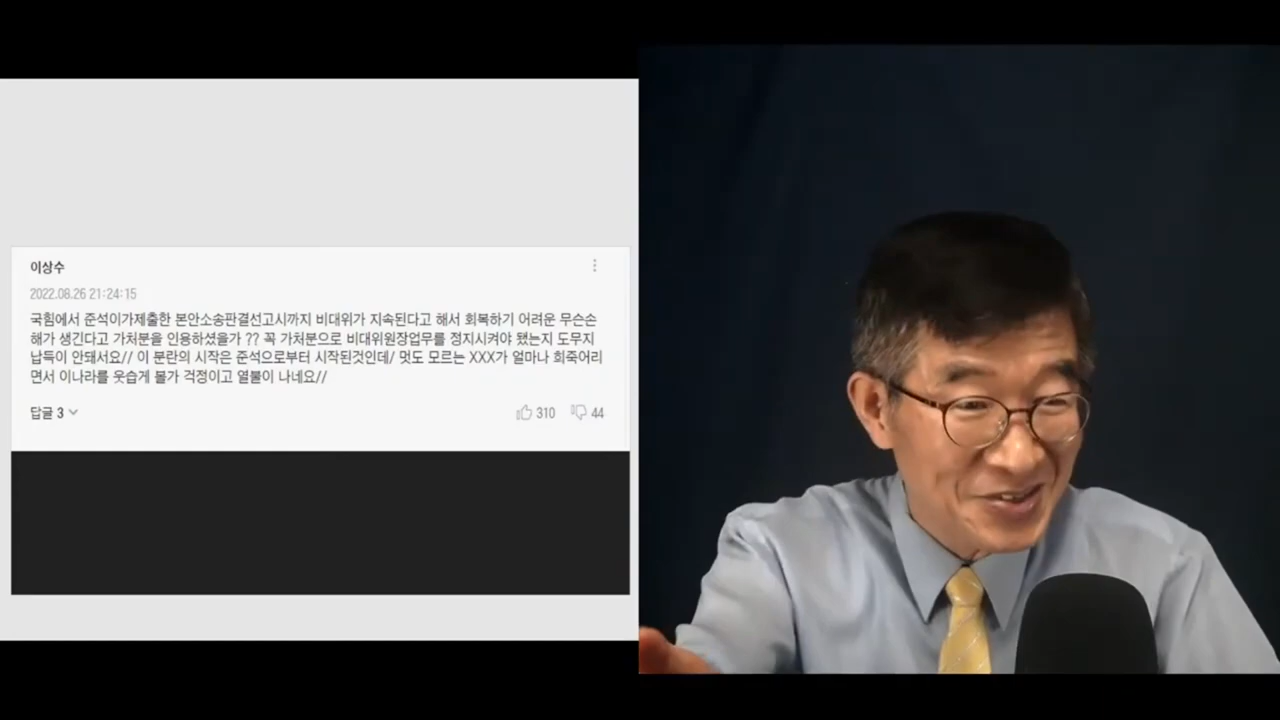 이상수
2022.08.26 21:24:15
국힘에서 준석이가제출한 본안소송판결선고시까지 비대위가 지속된다고 해서 회복하기 어려운 무슨손
해가 생긴다고 가처분을 인용하셨을가 ?? 꼭 가처분으로 비대위원장업무를 정지시켜야 됐는지 도무지
납득이 안돼서요// 이 분란의 시작은 준석으로부터 시작된것인데/ 멋도 모르는 XXX가 얼마나 희죽어리
면서 이나라를 웃습게 볼가 걱정이고 열불이 나네요//
답글 3
310
44